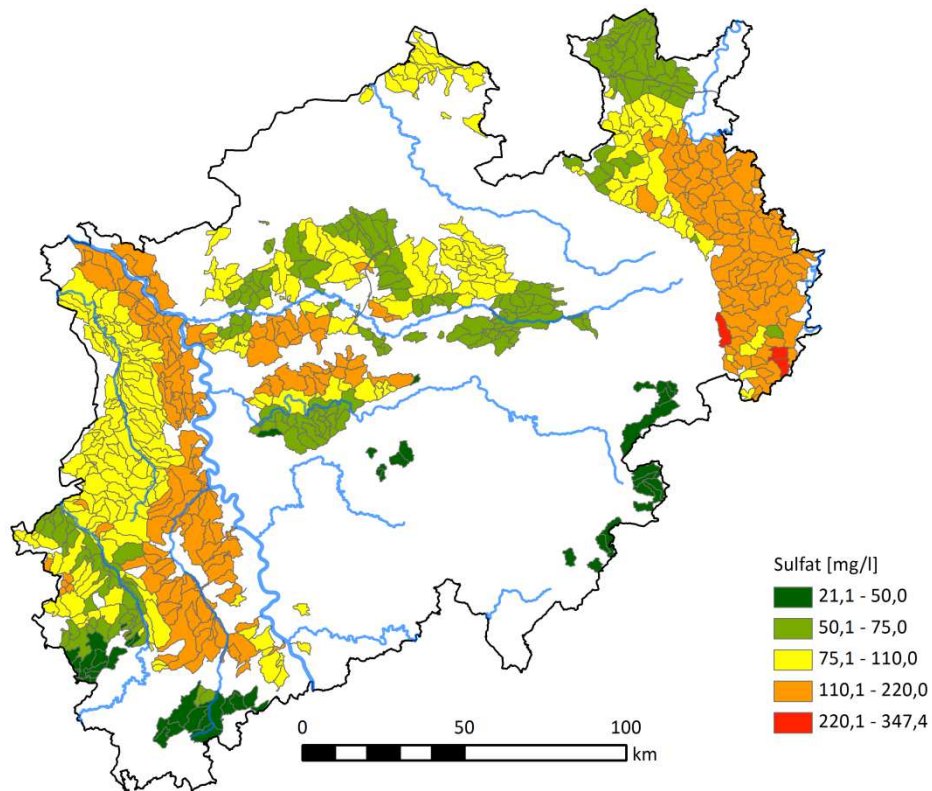 Sulfat [mg/l]
21,1 - 50,0
50,1 - 75,0
75,1 - 110,0
110,1 - 220,0
220,1 - 347,4
0 50 100
km